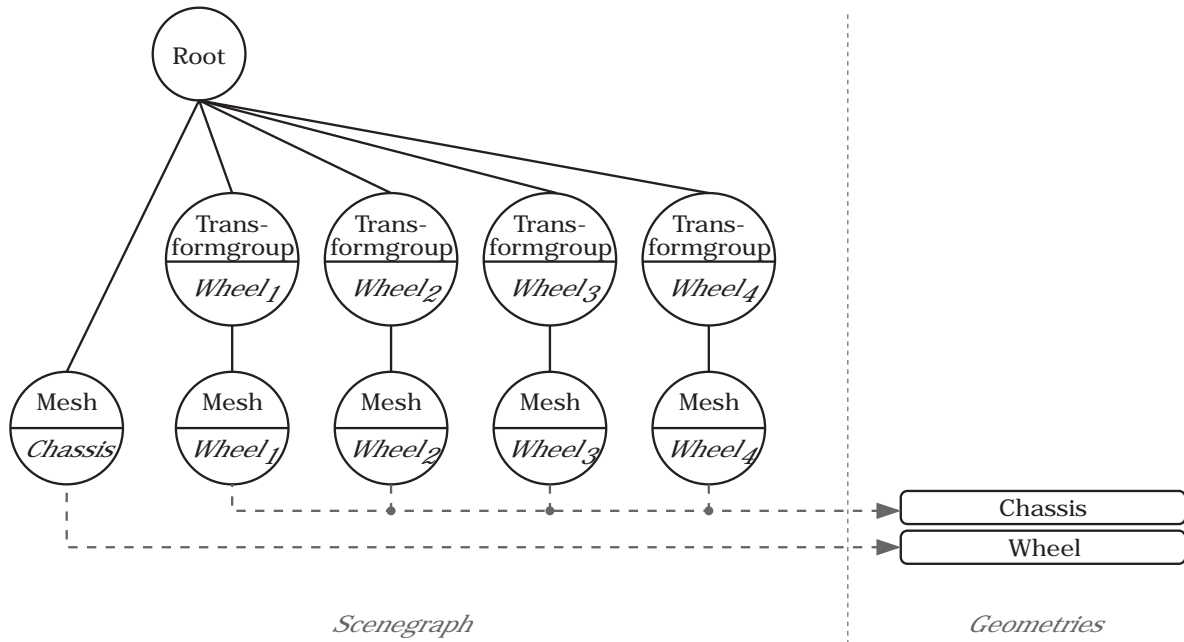 Root
Trans-
formgroup
Wheel1
Trans-
formgroup
Wheel2
Trans-
formgroup
Wheel3
Trans-
formgroup
Wheel4
Mesh
Chassis
Mesh
Wheel1
Mesh
Wheel2
Mesh
Wheel3
Mesh
Wheel4
Chassis
Wheel
Scenegraph
Geometries